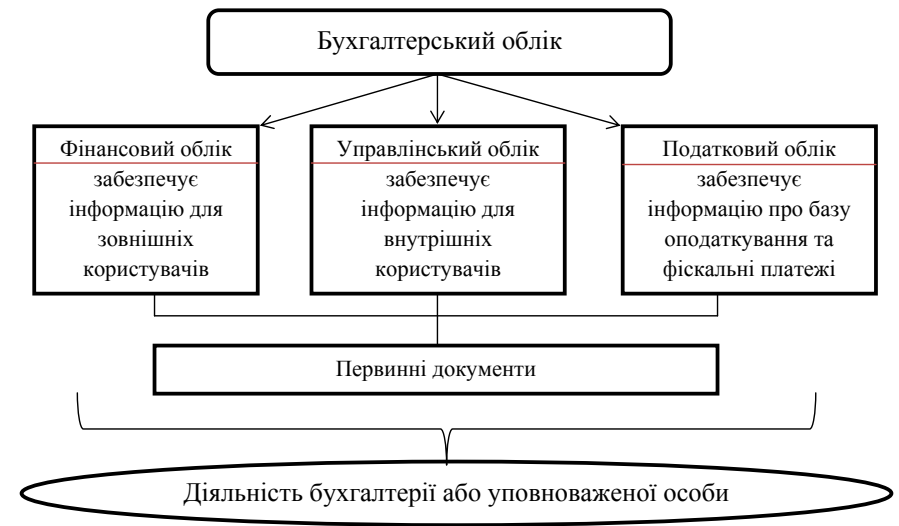 Бухгалтерський облік
Фінансовий облік
забезпечує
інформацію для
зовнішніх
користувачів
Управлінський облік
забезпечує
інформацію для
внутрішніх
користувачів
Податковий облік
забезпечує
інформацію про базу
оподаткування та
фіскальні платежі
Первинні документи
Діяльність бухгалтерії або уповноваженої особи